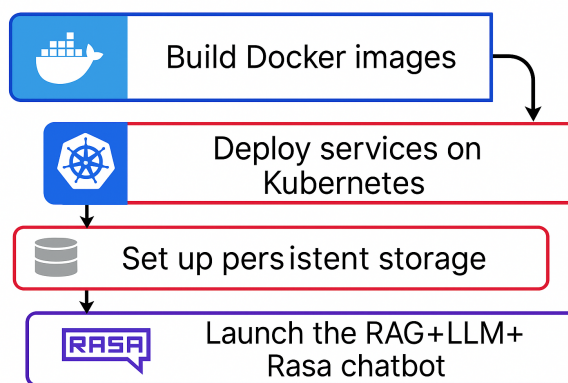 Build Docker images
Deploy services on
Kubernetes
Set up persistent storage
RASA
Launch the RAG+LLM+
Rasa chatbot